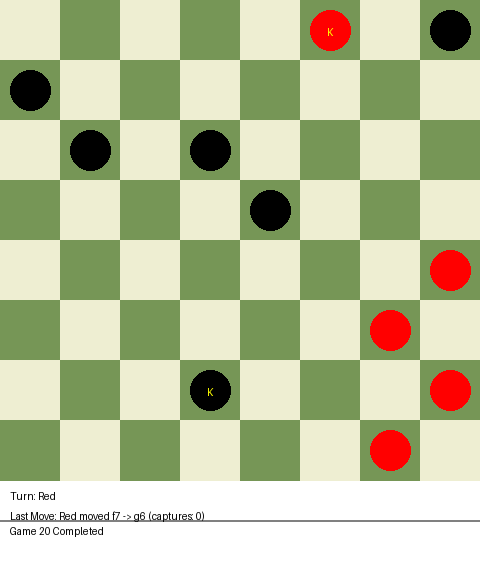 K
K
Turn: Red
Last Move: Red moved f7 -> g6 (captures: 0)
Game 20 Completed